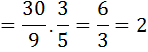 = 30/9 . 3/5 = 6/3 = 2